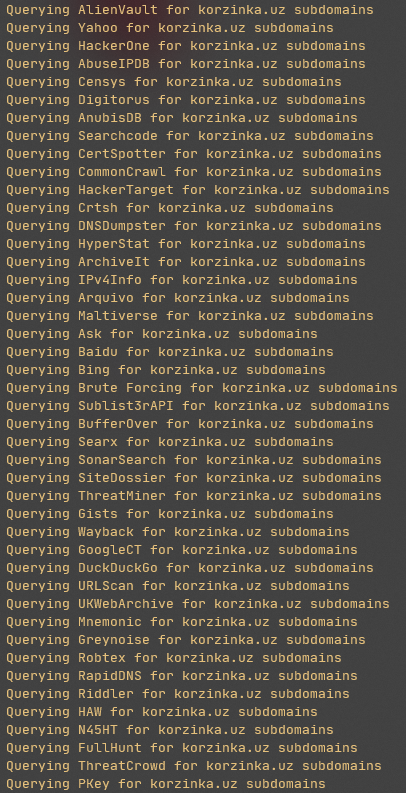 Querying AlienVault for korzinka.uz subdomains
Querying Yahoo for korzinka.uz subdomains
Querying HackerOne for korzinka.uz subdomains
Querying AbuseIPDB for korzinka.uz subdomains
Querying Censys for korzinka.uz subdomains
Querying Digitorus for korzinka.uz subdomains
Querying AnubisDB for korzinka.uz subdomains
Querying Searchcode for korzinka.uz subdomains
Querying CertSpotter for korzinka.uz subdomains
Querying CommonCrawl for korzinka.uz subdomains
Querying HackerTarget for korzinka.uz subdomains
Querying Crtsh for korzinka.uz subdomains
Querying DNSDumpster for korzinka.uz subdomains
Querying HyperStat for korzinka.uz subdomains
Querying ArchiveIt for korzinka.uz subdomains
Querying IPv4Info for korzinka.uz subdomains
Querying Arquivo for korzinka.uz subdomains
Querying Maltiverse for korzinka.uz subdomains
Querying Ask for korzinka.uz subdomains
Querying Baidu for korzinka.uz subdomains
Querying Bing for korzinka.uz subdomains
Querying Brute Forcing for korzinka.uz subdomains
Querying Sublist3rAPI for korzinka.uz subdomains
Querying BufferOver for korzinka.uz subdomains
Querying Searx for korzinka.uz subdomains
Querying SonarSearch for korzinka.uz subdomains
Querying SiteDossier for korzinka.uz subdomains
Querying ThreatMiner for korzinka.uz subdomains
Querying Gists for korzinka.uz subdomains
Querying Wayback for korzinka.uz subdomains
Querying GoogleCT for korzinka.uz subdomains
Querying DuckDuckGo for korzinka.uz subdomains
Querying URLScan for korzinka.uz subdomains
Querying UKWebArchive for korzinka.uz subdomains
Querying Mnemonic for korzinka.uz subdomains
Querying Greynoise for korzinka.uz subdomains
Querying Robtex for korzinka.uz subdomains
Querying RapidDNS for korzinka.uz subdomains
Querying Riddler for korzinka.uz subdomains
Querying HAW for korzinka.uz subdomains
Querying N45HT for korzinka.uz subdomains
Querying FullHunt for korzinka.uz subdomains
Querying ThreatCrowd for korzinka.uz subdomains
Querying PKey for korzinka.uz subdomains